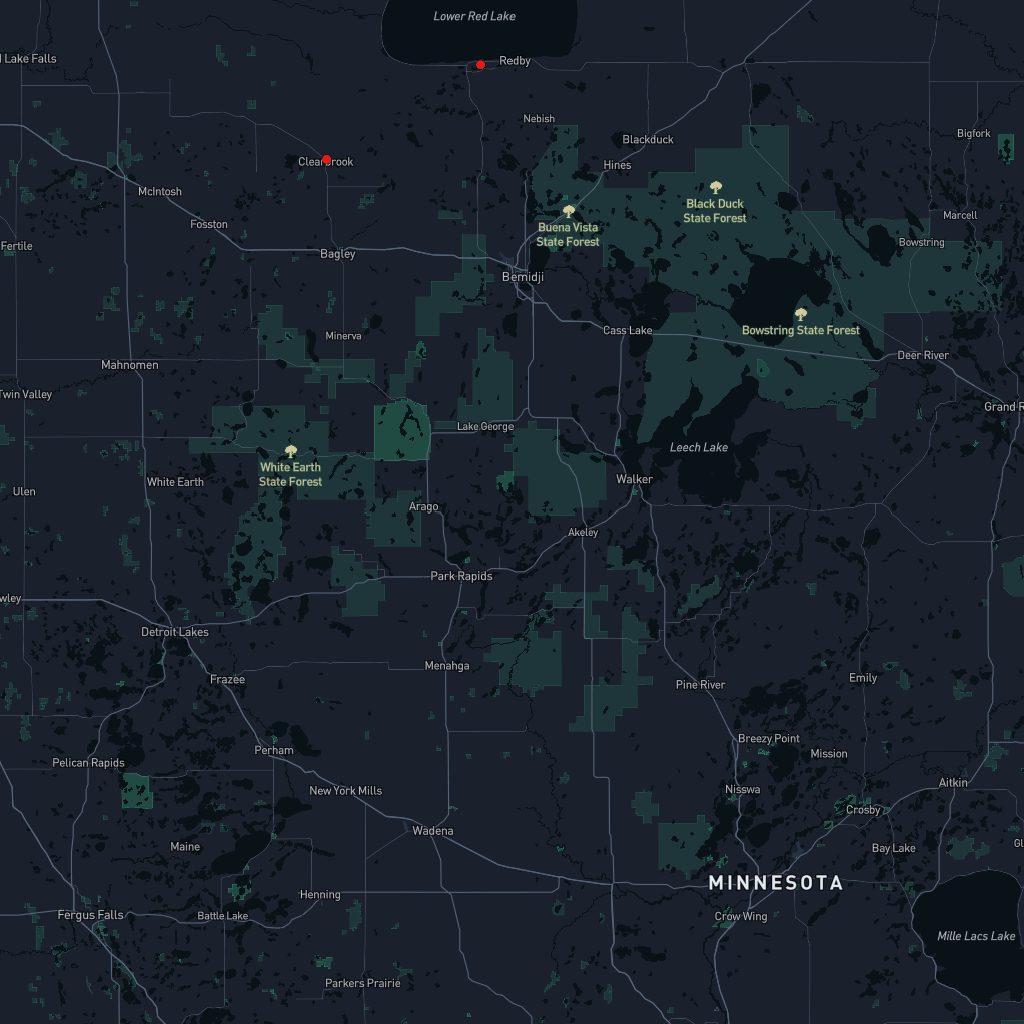 Lower Red Lake
Lake Falls
Redby
Nebish
Bigfork
Blackduck
Clearbrook
Hines
McIntosh
Black Duck
State Forest
Marcell
Fosston
Buena Vista
State Forest
Fertile
Bowstring
Bagley
Bemidji
Cass Lake
Bowstring State Forest
Minerva
Deer River
Mahnomen
Twin Valley
Grand R
Lake George
Leech Lake
White Earth
State Forest
White Earth
Walker
Ulen
Arago
Akeley
Park Rapids
wley
Detroit Lakes
Menahga
Frazee
Emily
Pine River
Breezy Point
Perham
Mission
Pelican Rapids
Aitkin
New York Mills
Nisswa
Crosby
Wadena
Maine
Bay Lake
Gl
MINNESOTA
Henning
Fergus Falls
Battle Lake
Crow Wing
Mille Lacs Lake
Parkers Prairie